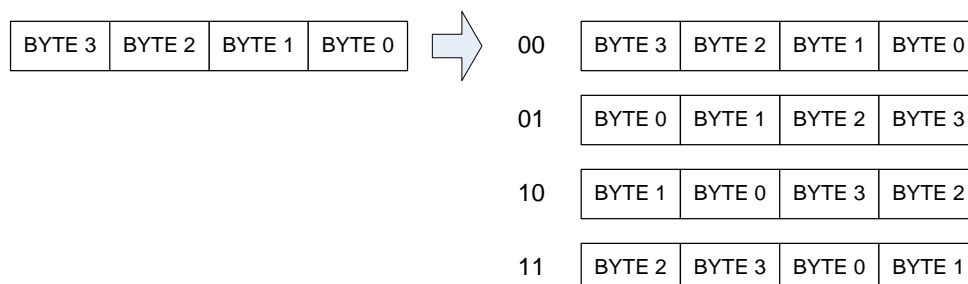 BYTE 3 BYTE 2 BYTE 1 BYTE 0 00 BYTE 3 BYTE 2 BYTE 1 BYTE 0
01 BYTE 0 BYTE 1 BYTE 2 BYTE 3
10 BYTE 1 BYTE 0 BYTE 3 BYTE 2
11 BYTE 2 BYTE 3 BYTE 0 BYTE 1